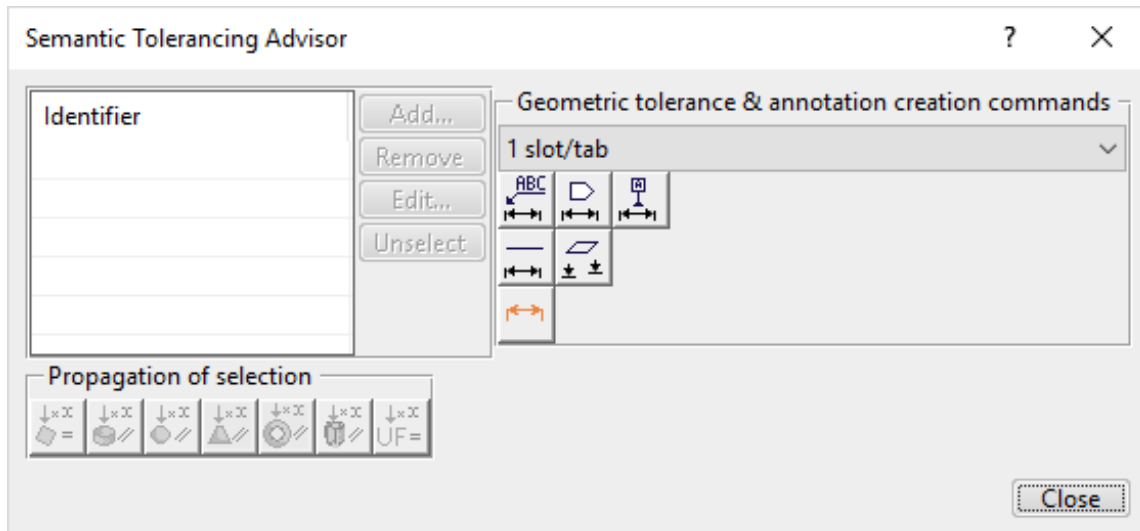 Semantic Tolerancing Advisor ? X
Identifier
Add...
Remove
Edit...
Unselect
Geometric tolerance & annotation creation commands
1 slot/tab
ABC
A
Propagation of selection
x x x x x x x
UF=
Close